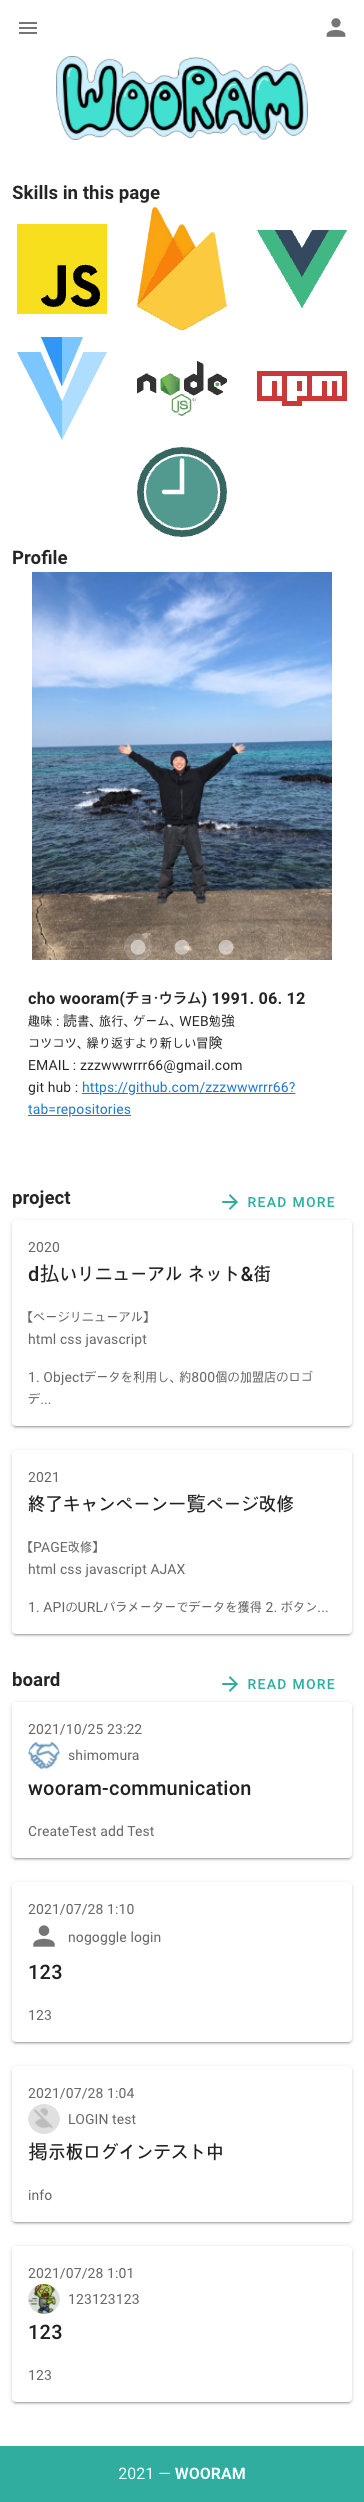 WOORAM
Skills in this page
JS
node
JS
npm
Profile
cho wooram(チョ·ウラム) 1991. 06. 12
趣味 : 読書、旅行、ゲーム、WEB勉強
コツコツ、繰り返すより新しい冒険
EMAIL : zzzwwwrrr66@gmail.com
git hub : https://github.com/zzzwwwrrr66?
tab=repositories
project
READ MORE
2020
d払いリニューアル ネット&街
【ページリニューアル】
html css javascript
1. Objectデータを利用し、約800個の加盟店のロゴ
デ...
2021
終了キャンペーン一覧ページ改修
【PAGE改修】
html css javascript AJAX
1. APIのURLパラメーターでデータを獲得 2. ボタン...
board
READ MORE
2021/10/25 23:22
shimomura
wooram-communication
CreateTest add Test
2021/07/28 1:10
nogoggle login
123
123
2021/07/28 1:04
LOGIN test
掲示板ログインテスト中
info
2021/07/28 1:01
123123123
123
123
2021 — WOORAM